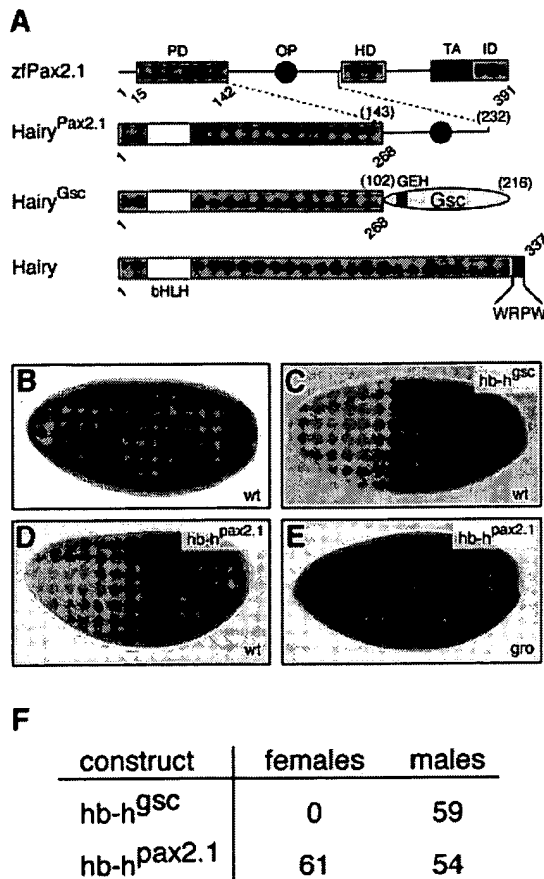 A
PD OP HD TA ID
zfPax2.1
1 15 142 391
(143) (232)
Hairy^Pax2.1
1 268
(102) GEH (216)
Hairy^Gsc Gsc
1 268
337
Hairy
1 bHLH WRPW
B wt
C hb-h^gsc wt
D hb-h^pax2.1 wt
E hb-h^pax2.1 gro
F
construct females males
hb-h^gsc 0 59
hb-h^pax2.1 61 54